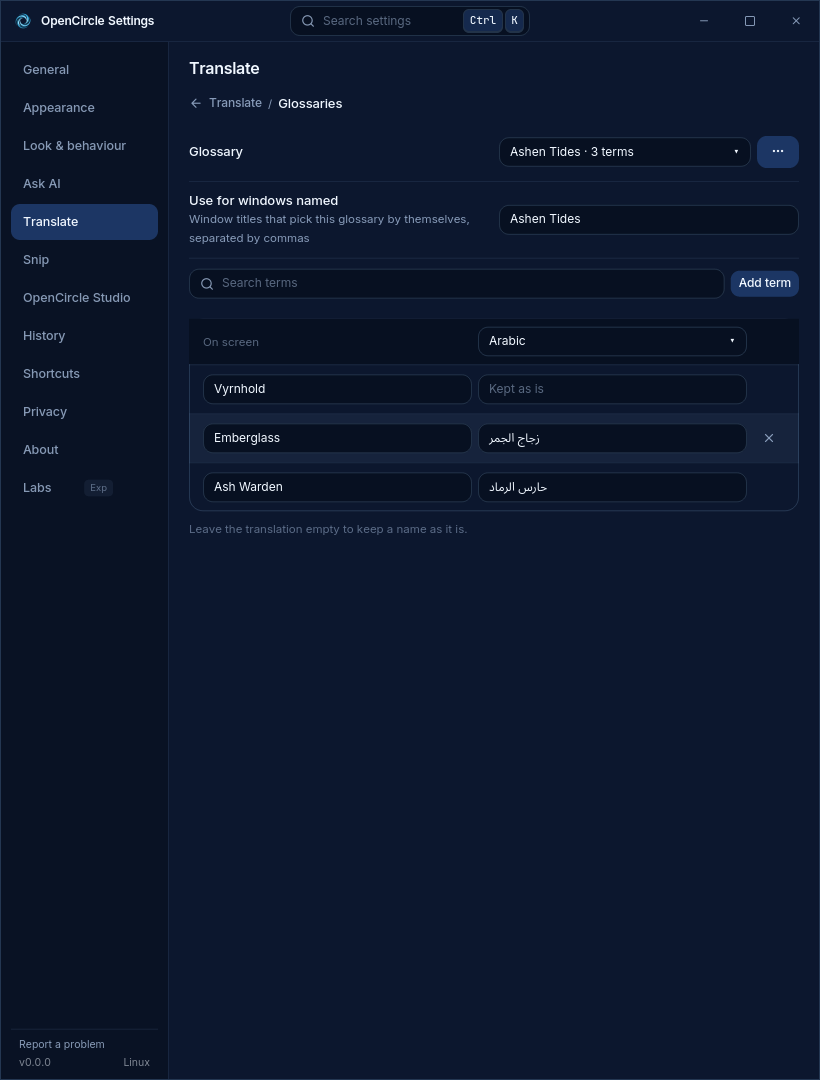 OpenCircle Settings
Search settings
Ctrl K
General
Appearance
Look & behaviour
Ask AI
Translate
Snip
OpenCircle Studio
History
Shortcuts
Privacy
About
Labs Exp
Report a problem
v0.0.0 Linux
Translate
Translate / Glossaries
Glossary
Ashen Tides · 3 terms
Use for windows named
Window titles that pick this glossary by themselves,
separated by commas
Ashen Tides
Search terms
Add term
On screen
Arabic
Vyrnhold
Kept as is
Emberglass
زجاج الجمر
Ash Warden
حارس الرماد
Leave the translation empty to keep a name as it is.